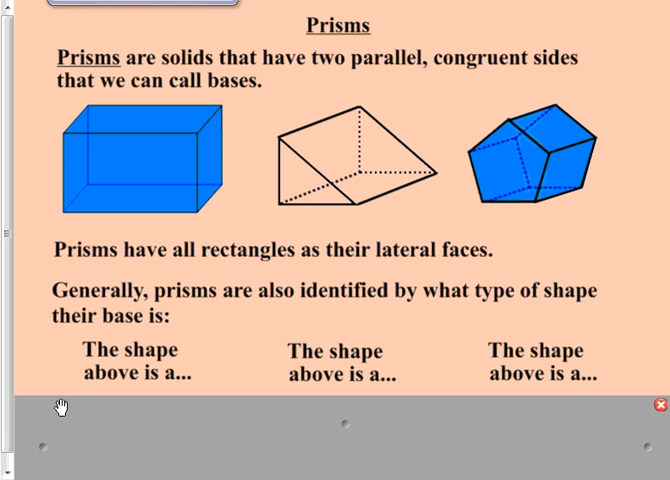 Prisms
Prisms are solids that have two parallel, congruent sides
that we can call bases.
Prisms have all rectangles as their lateral faces.
Generally, prisms are also identified by what type of shape
their base is:
The shape
above is a...
The shape
above is a...
The shape
above is a...